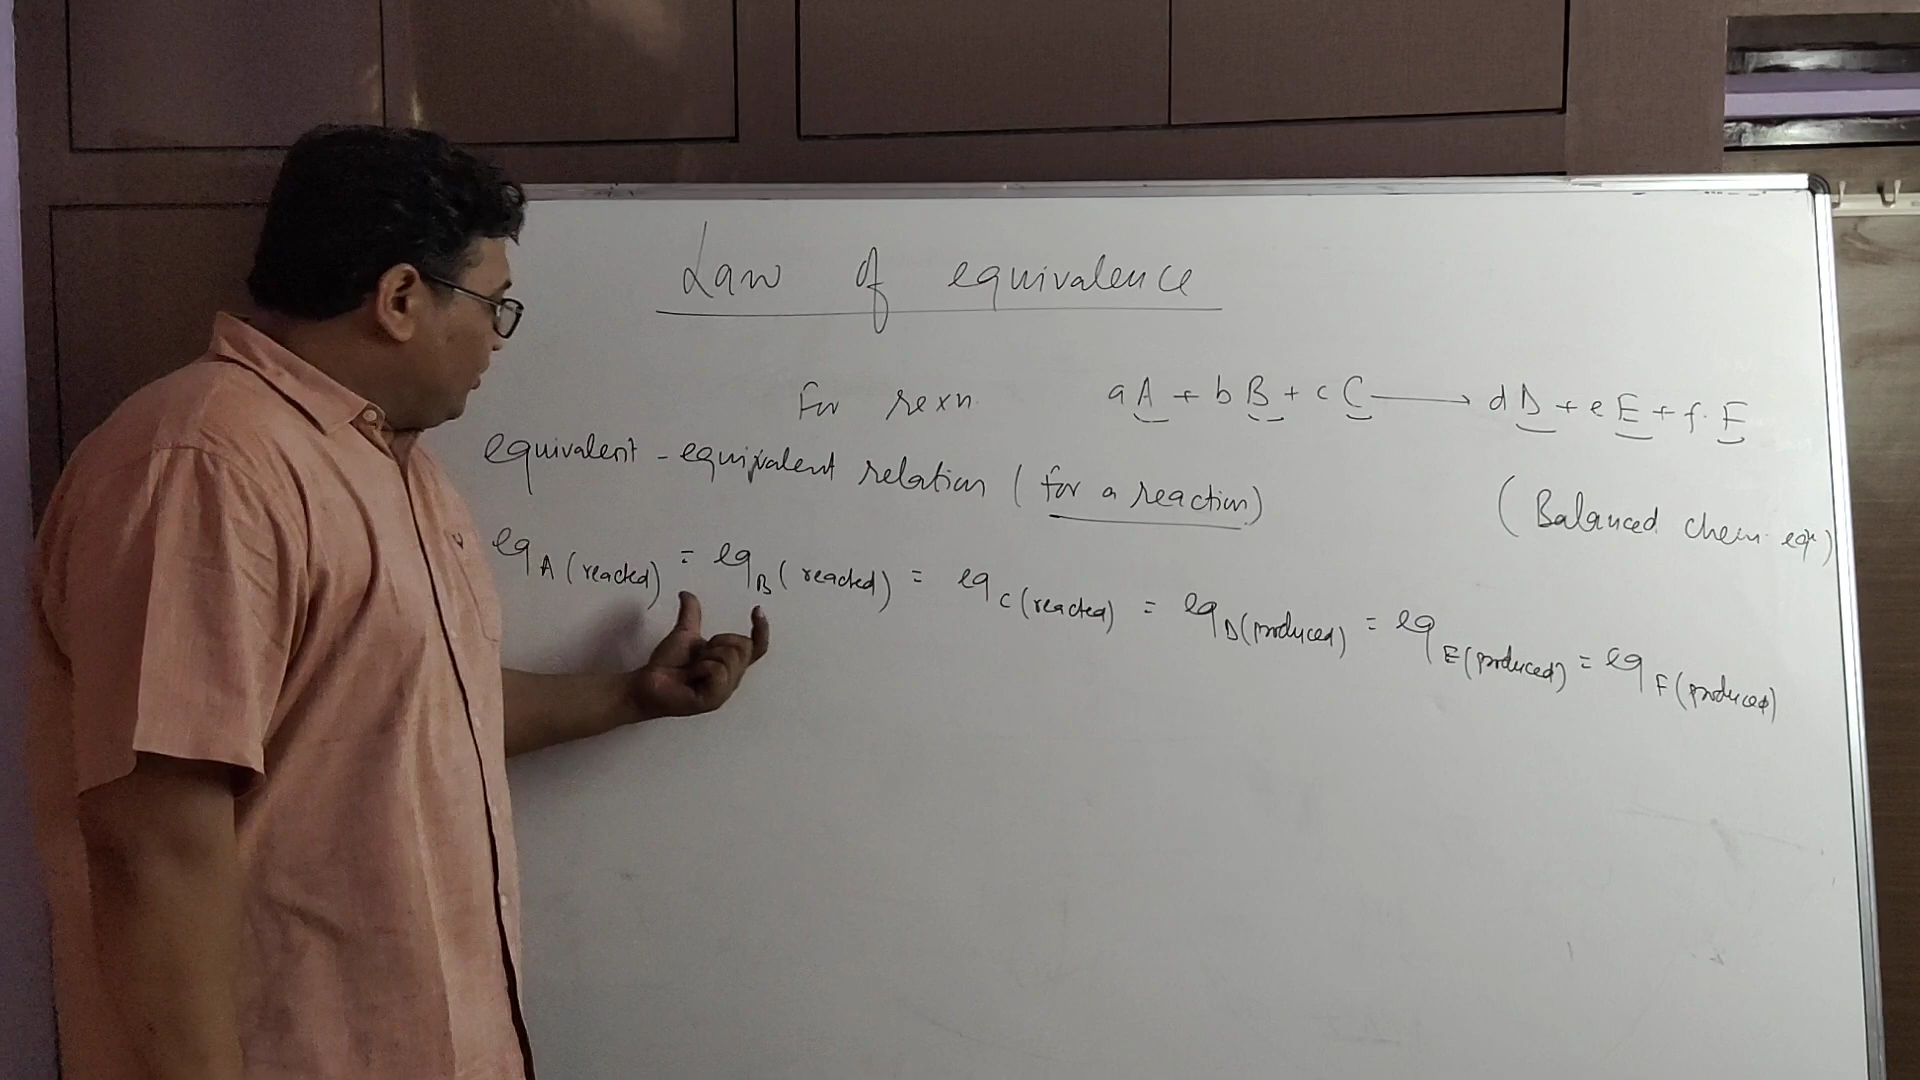 Law of equivalence
For rexn. aA + bB + cC ⟶ dD + eE + f.F
equivalent - equivalent relation (for a reaction)
(Balanced chem. eqn)
eq A (reacted) = eq B (reacted) = eq C (reacted) = eq D (produced) = eq E (produced) = eq F (produced)